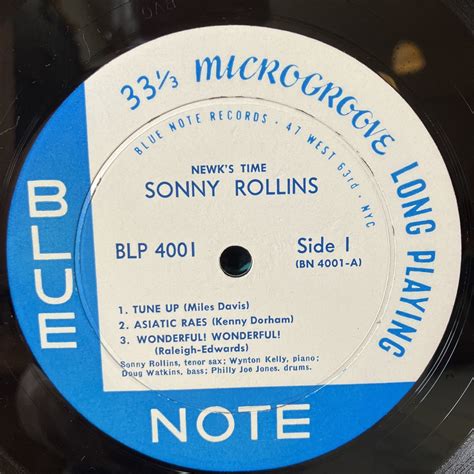 33 1/3 MICROGROOVE LONG PLAYING
BLUE NOTE RECORDS · 47 WEST 63rd · NYC
NEWK'S TIME
SONNY ROLLINS
BLP 4001
Side 1
(BN 4001-A)
1. TUNE UP (Miles Davis)
2. ASIATIC RAES (Kenny Dorham)
3. WONDERFUL! WONDERFUL!
(Raleigh-Edwards)
Sonny Rollins, tenor sax; Wynton Kelly, piano;
Doug Watkins, bass; Philly Joe Jones, drums.
BLUE
NOTE